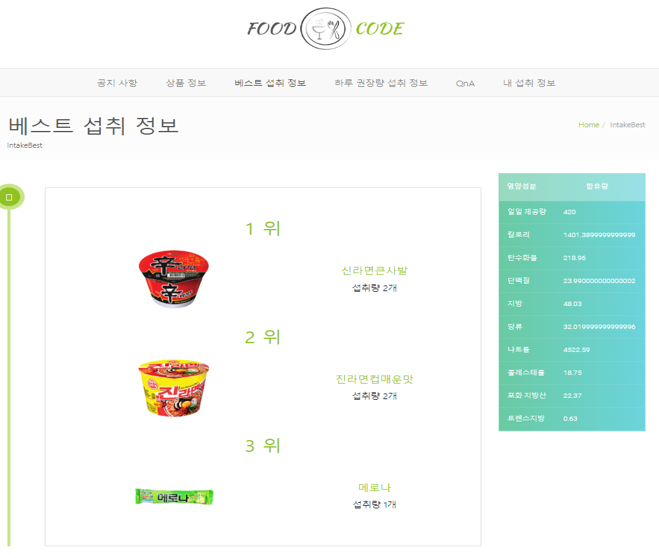 FOOD CODE
공지 사항 상품 정보 베스트 섭취 정보 하루 권장량 섭취 정보 QnA 내 섭취 정보
베스트 섭취 정보
IntakeBest
Home / IntakeBest
1 위
신라면큰사발
섭취량 2개
2 위
진라면컵매운맛
섭취량 2개
3 위
메로나
메로나
섭취량 1개
영양성분 함유량
일일 제공량 420
칼로리 1401.3899999999999
탄수화물 218.96
단백질 23.990000000000002
지방 48.03
당류 32.019999999999996
나트륨 4522.59
콜레스테롤 18.75
포화 지방산 22.37
트랜스지방 0.63